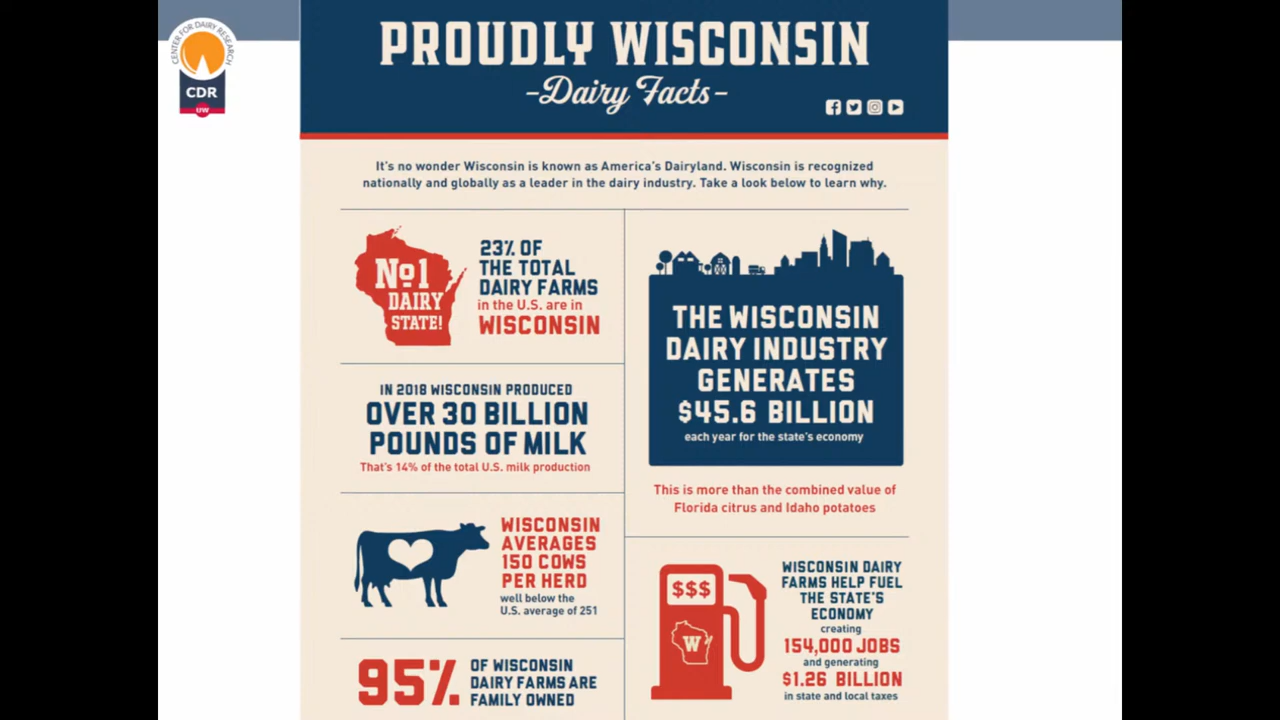 CENTER FOR DAIRY RESEARCH
CDR
UW
PROUDLY WISCONSIN
-Dairy Facts-
It's no wonder Wisconsin is known as America's Dairyland. Wisconsin is recognized
nationally and globally as a leader in the dairy industry. Take a look below to learn why.
No1
DAIRY
STATE!
23% OF
THE TOTAL
DAIRY FARMS
in the U.S. are in
WISCONSIN
IN 2018 WISCONSIN PRODUCED
OVER 30 BILLION
POUNDS OF MILK
That's 14% of the total U.S. milk production
WISCONSIN
AVERAGES
150 COWS
PER HERD
well below the
U.S. average of 251
95%
OF WISCONSIN
DAIRY FARMS ARE
FAMILY OWNED
THE WISCONSIN
DAIRY INDUSTRY
GENERATES
$45.6 BILLION
each year for the state's economy
This is more than the combined value of
Florida citrus and Idaho potatoes
$$$
W
WISCONSIN DAIRY
FARMS HELP FUEL
THE STATE'S
ECONOMY
creating
154,000 JOBS
and generating
$1.26 BILLION
in state and local taxes